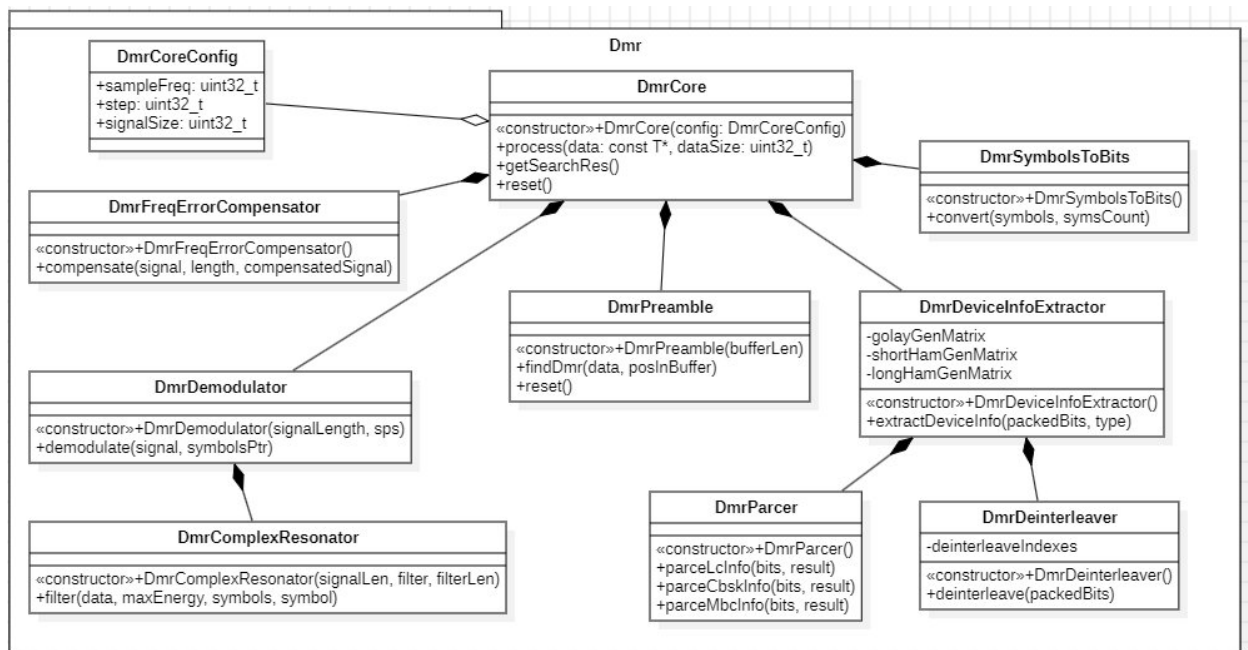 Dmr
DmrCoreConfig
+sampleFreq: uint32_t
+step: uint32_t
+signalSize: uint32_t
DmrCore
«constructor»+DmrCore(config: DmrCoreConfig)
+process(data: const T*, dataSize: uint32_t)
+getSearchRes()
+reset()
DmrSymbolsToBits
«constructor»+DmrSymbolsToBits()
+convert(symbols, symsCount)
DmrFreqErrorCompensator
«constructor»+DmrFreqErrorCompensator()
+compensate(signal, length, compensatedSignal)
DmrPreamble
«constructor»+DmrPreamble(bufferLen)
+findDmr(data, posInBuffer)
+reset()
DmrDeviceInfoExtractor
-golayGenMatrix
-shortHamGenMatrix
-longHamGenMatrix
«constructor»+DmrDeviceInfoExtractor()
+extractDeviceInfo(packedBits, type)
DmrDemodulator
«constructor»+DmrDemodulator(signalLength, sps)
+demodulate(signal, symbolsPtr)
DmrComplexResonator
«constructor»+DmrComplexResonator(signalLen, filter, filterLen)
+filter(data, maxEnergy, symbols, symbol)
DmrParcer
«constructor»+DmrParcer()
+parceLcInfo(bits, result)
+parceCbskInfo(bits, result)
+parceMbcInfo(bits, result)
DmrDeinterleaver
-deinterleaveIndexes
«constructor»+DmrDeinterleaver()
+deinterleave(packedBits)